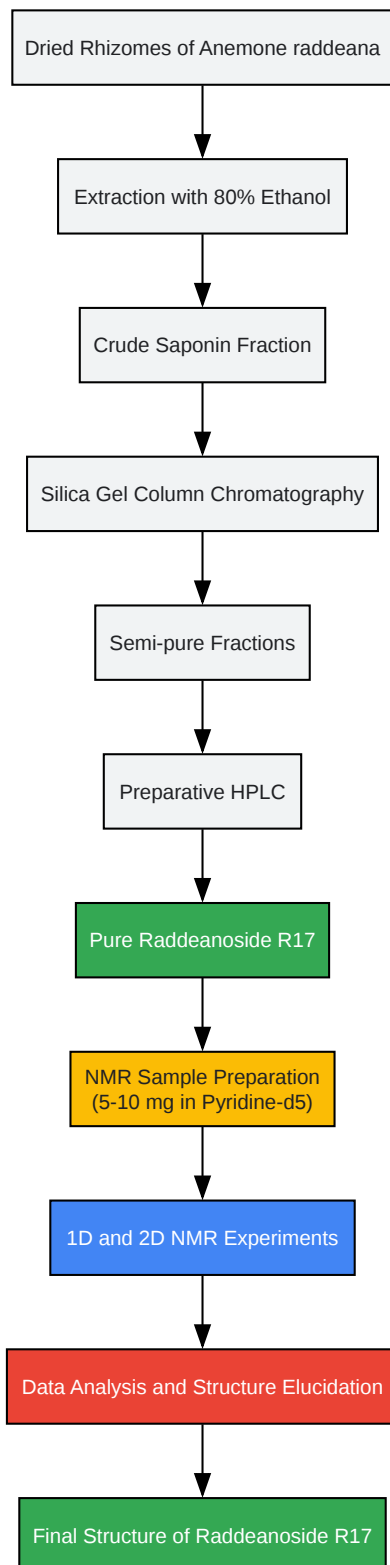 Dried Rhizomes of Anemone raddeana
Extraction with 80% Ethanol
Crude Saponin Fraction
Silica Gel Column Chromatography
Semi-pure Fractions
Preparative HPLC
Pure Raddeanoside R17
NMR Sample Preparation
(5-10 mg in Pyridine-d5)
1D and 2D NMR Experiments
Data Analysis and Structure Elucidation
Final Structure of Raddeanoside R17